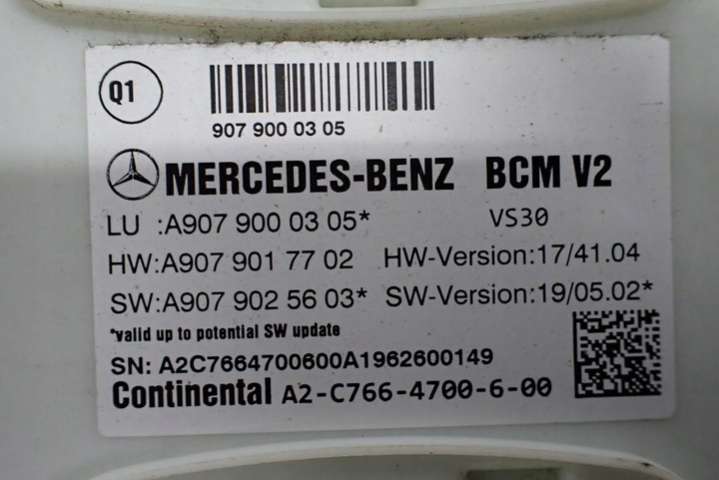 Q1
907 900 03 05
MERCEDES-BENZ BCM V2
LU :A907 900 03 05* VS30
HW:A907 901 77 02 HW-Version:17/41.04
SW:A907 902 56 03* SW-Version:19/05.02*
*valid up to potential SW update
SN: A2C7664700600A1962600149
Continental A2-C766-4700-6-00